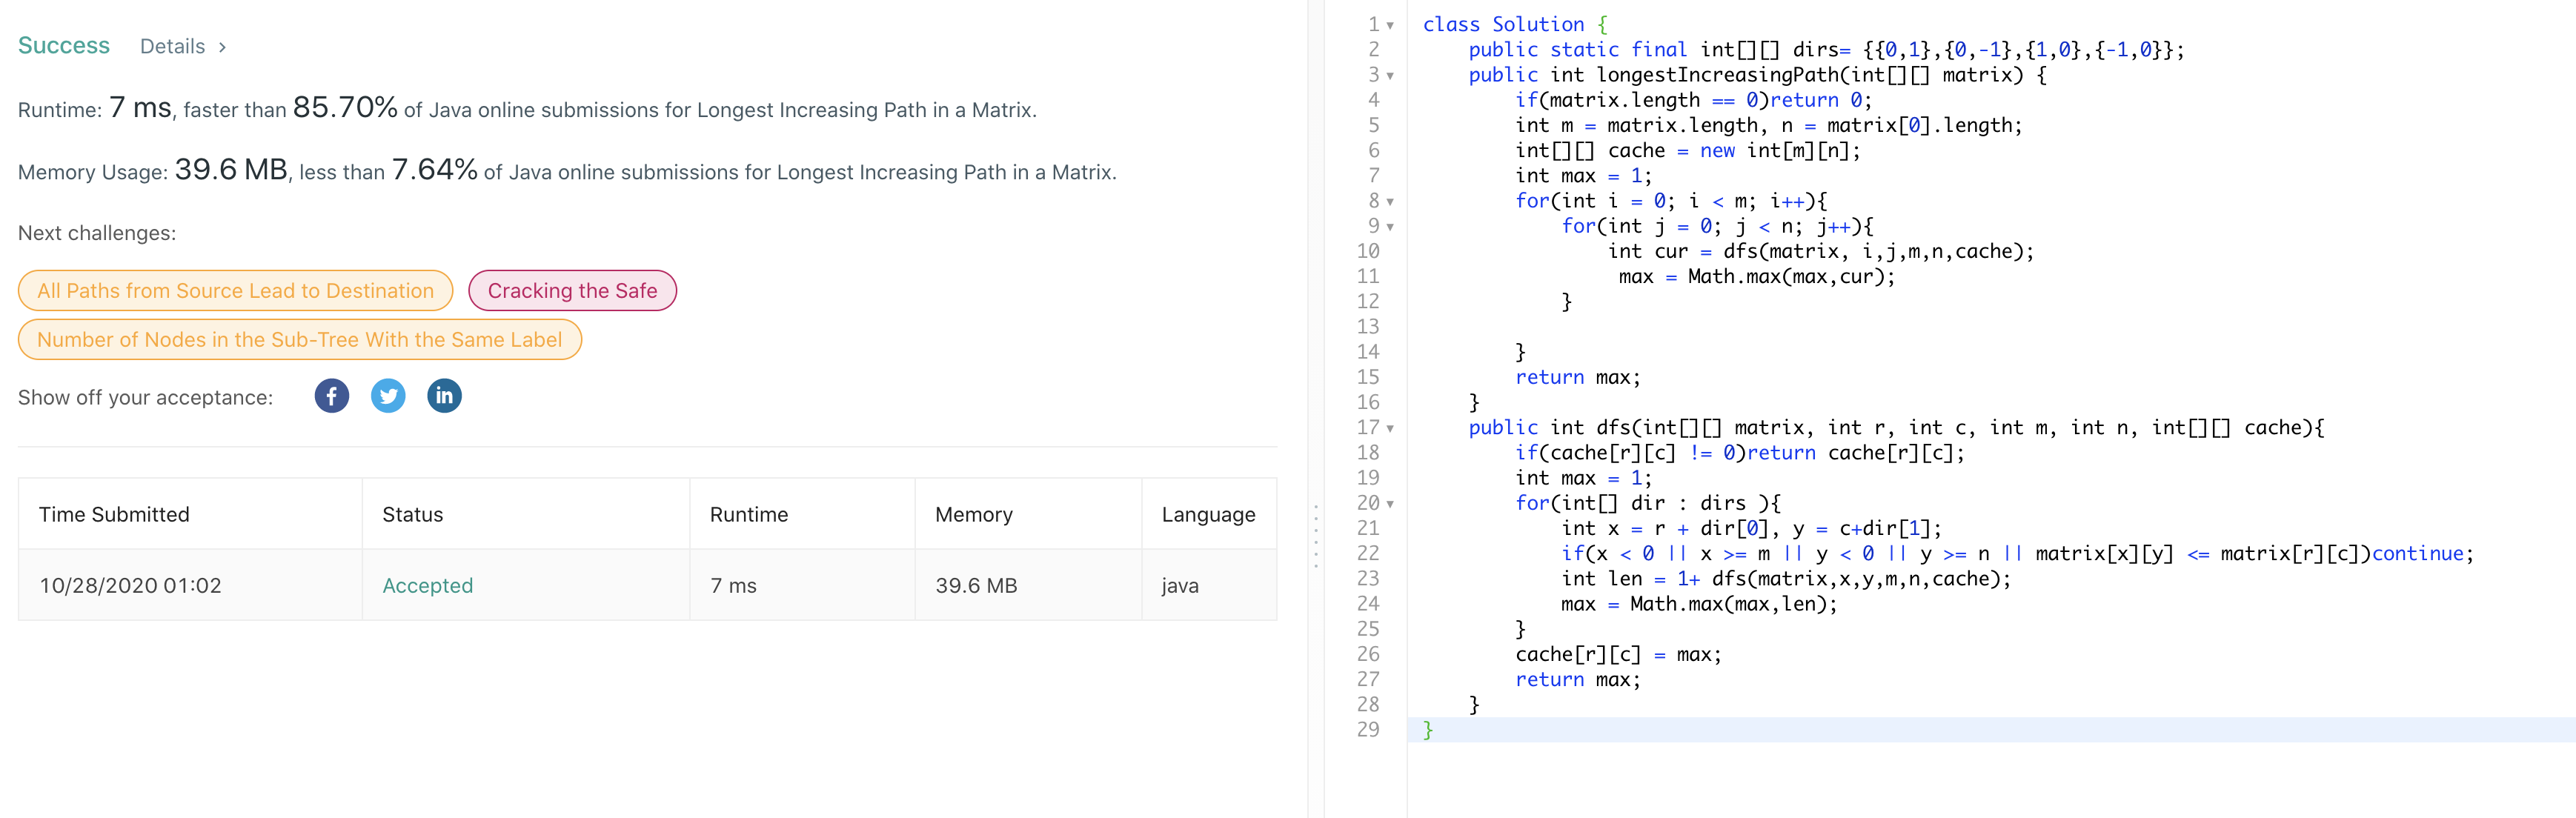 Success Details >
Runtime: 7 ms, faster than 85.70% of Java online submissions for Longest Increasing Path in a Matrix.
Memory Usage: 39.6 MB, less than 7.64% of Java online submissions for Longest Increasing Path in a Matrix.
Next challenges:
All Paths from Source Lead to Destination Cracking the Safe
Number of Nodes in the Sub-Tree With the Same Label
Show off your acceptance: f in
Time Submitted Status Runtime Memory Language
10/28/2020 01:02 Accepted 7 ms 39.6 MB java
1 class Solution {
2     public static final int[][] dirs= {{0,1},{0,-1},{1,0},{-1,0}};
3     public int longestIncreasingPath(int[][] matrix) {
4         if(matrix.length == 0)return 0;
5         int m = matrix.length, n = matrix[0].length;
6         int[][] cache = new int[m][n];
7         int max = 1;
8         for(int i = 0; i < m; i++){
9             for(int j = 0; j < n; j++){
10                 int cur = dfs(matrix, i,j,m,n,cache);
11                  max = Math.max(max,cur);
12             }
13
14         }
15         return max;
16     }
17     public int dfs(int[][] matrix, int r, int c, int m, int n, int[][] cache){
18         if(cache[r][c] != 0)return cache[r][c];
19         int max = 1;
20         for(int[] dir : dirs ){
21             int x = r + dir[0], y = c+dir[1];
22             if(x < 0 || x >= m || y < 0 || y >= n || matrix[x][y] <= matrix[r][c])continue;
23             int len = 1+ dfs(matrix,x,y,m,n,cache);
24             max = Math.max(max,len);
25         }
26         cache[r][c] = max;
27         return max;
28     }
29 }